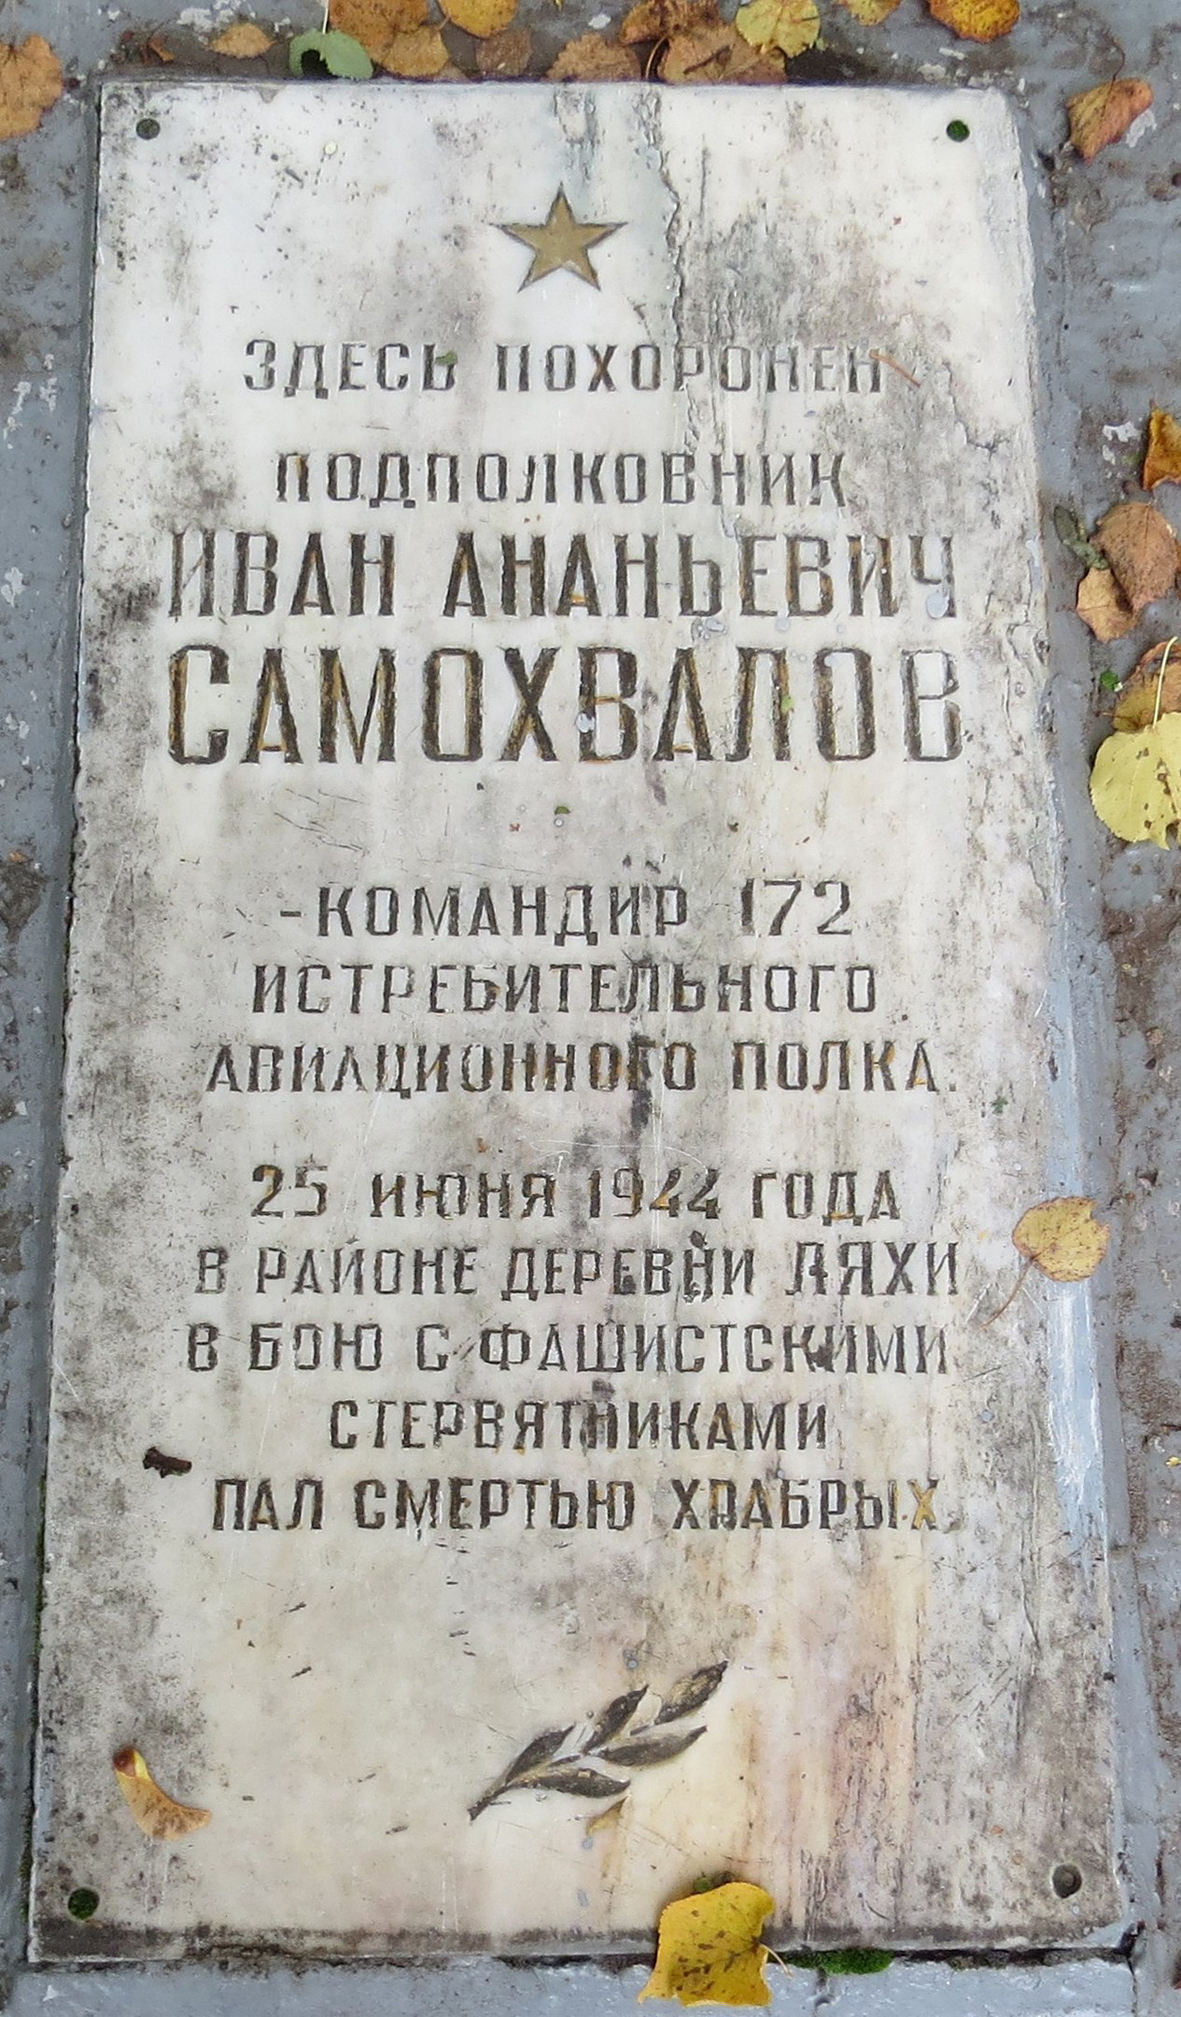 ЗДЕСЬ ПОХОРОНЕН
ПОДПОЛКОВНИК
ИВАН АНАНЬЕВИЧ
САМОХВАЛОВ
-КОМАНДИР 172
ИСТРЕБИТЕЛЬНОГО
АВИАЦИОННОГО ПОЛКА.
25 ИЮНЯ 1944 ГОДА
В РАЙОНЕ ДЕРЕВНИ ЛЯХИ
В БОЮ С ФАШИСТСКИМИ
СТЕРВЯТНИКАМИ
ПАЛ СМЕРТЬЮ ХРАБРЫХ.